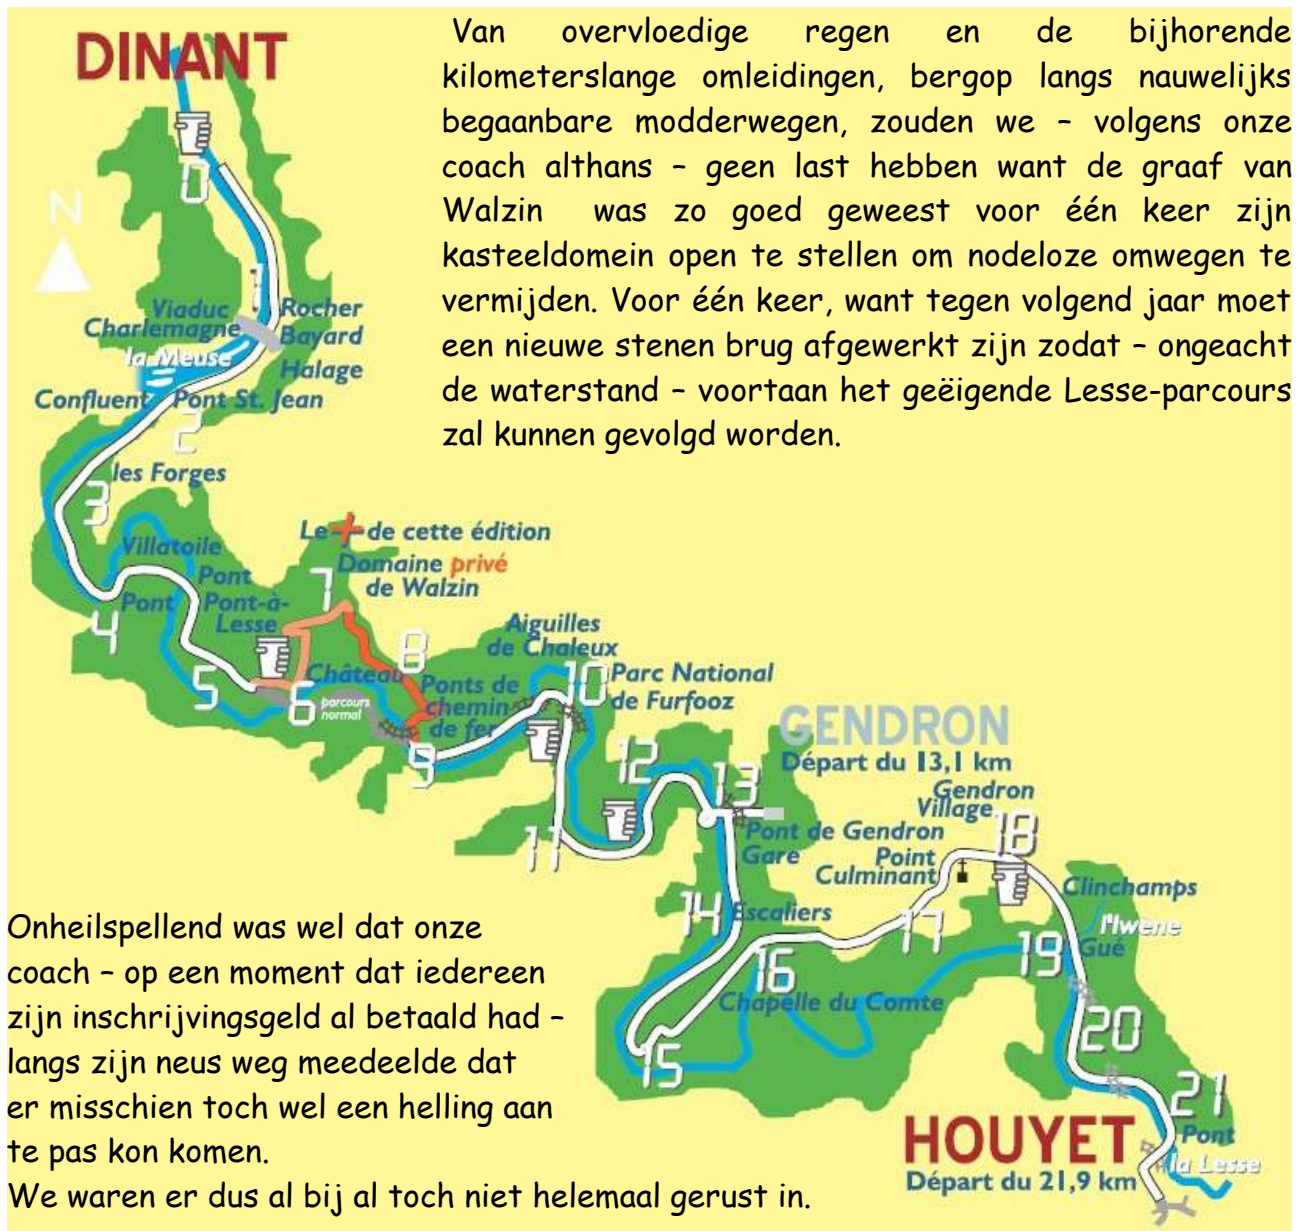 DINANT
Van overvloedige regen en de bijhorende
kilometerslange omleidingen, bergop langs nauwelijks
begaanbare modderwegen, zouden we – volgens onze
coach althans – geen last hebben want de graaf van
Walzin was zo goed geweest voor één keer zijn
kasteeldomein open te stellen om nodeloze omwegen te
vermijden. Voor één keer, want tegen volgend jaar moet
een nieuwe stenen brug afgewerkt zijn zodat – ongeacht
de waterstand – voortaan het geëigende Lesse-parcours
zal kunnen gevolgd worden.
0
N
1
Viaduc
Charlemagne
Rocher
Bayard
la Meuse
Halage
Confluent
Pont St. Jean
2
les Forges
3
Le + de cette édition
Villatoile
Domaine privé
de Walzin
Pont
7
Pont
Pont-à-
Lesse
4
Aiguilles
de Chaleux
8
Château
5
6
parcours
normal
Ponts de
chemin
de fer
10
Parc National
de Furfooz
9
GENDRON
Départ du 13,1 km
12
13
Gendron
Village
11
Pont de Gendron
Gare
18
Point
Culminant
Clinchamps
14
Escaliers
17
l'Iwene
Gué
16
19
Chapelle du Comte
15
20
21
Onheilspellend was wel dat onze
coach – op een moment dat iedereen
zijn inschrijvingsgeld al betaald had –
langs zijn neus weg meedeelde dat
er misschien toch wel een helling aan
te pas kon komen.
We waren er dus al bij al toch niet helemaal gerust in.
HOUYET
Départ du 21,9 km
Pont
la Lesse